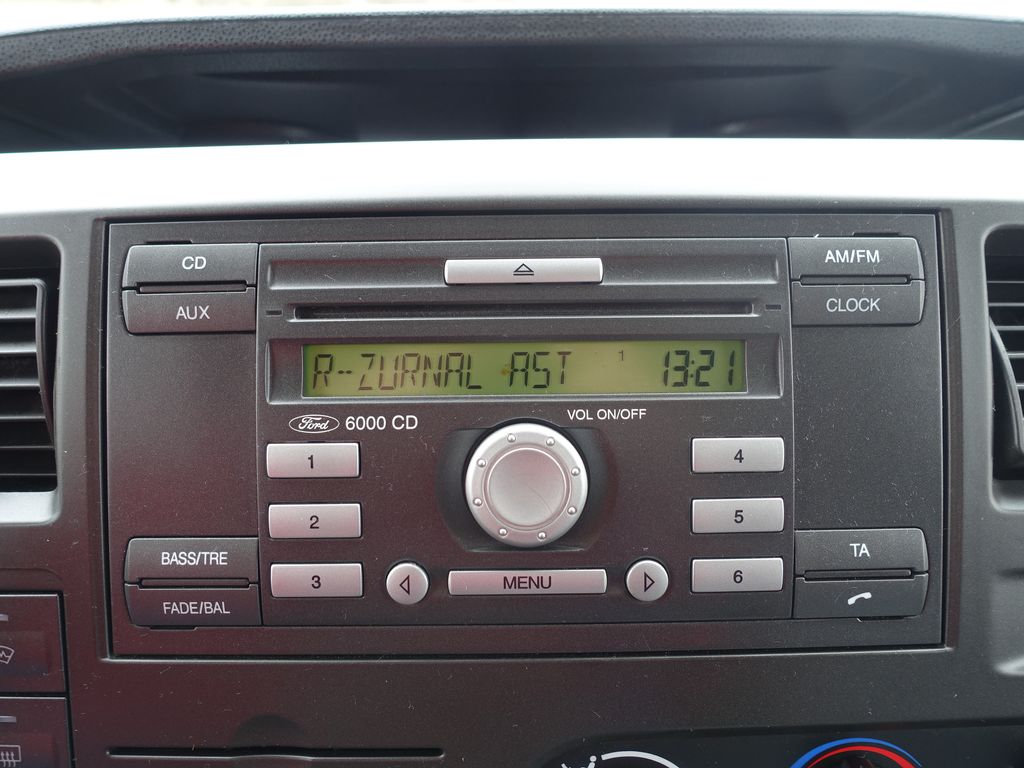 CD
AM/FM
AUX
CLOCK
R-ZURNAL AST 1 13:21
Ford 6000 CD
VOL ON/OFF
1
4
2
5
BASS/TRE
TA
3
MENU
6
FADE/BAL